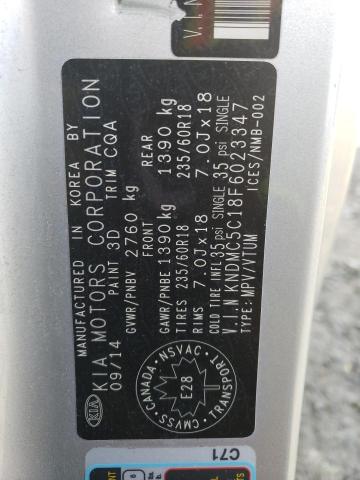 MANUFACTURED IN KOREA BY
KIA KIA MOTORS CORPORATION
09/14 PAINT 3D TRIM CQA
GVWR/PNBV 2760 kg
FRONT REAR
GAWR/PNBE 1390 kg 1390 kg
TIRES 235/60R18 235/60R18
RIMS 7.0Jx18 7.0Jx18
COLD TIRE INFL 35 psi SINGLE 35 psi SINGLE
V.I.N KNDMC5C18F6023347
TYPE: MPV/VTUM ICES/NMB-002
CANADA · NSVAC · TRANSPORT · CMVSS
E28
C71
V.I.N